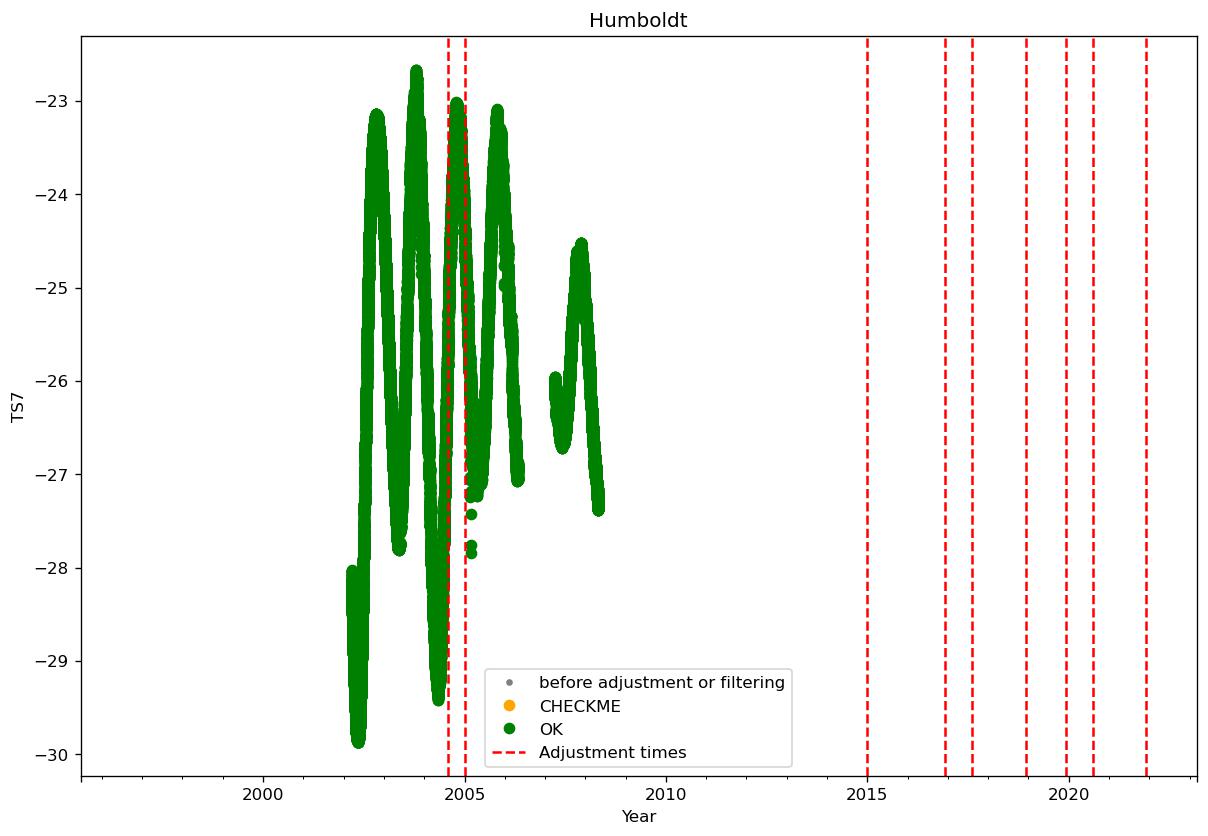 Humboldt
−23
−24
−25
−26
−27
−28
−29
−30
TS7
before adjustment or filtering
CHECKME
OK
Adjustment times
2000
2005
2010
2015
2020
Year